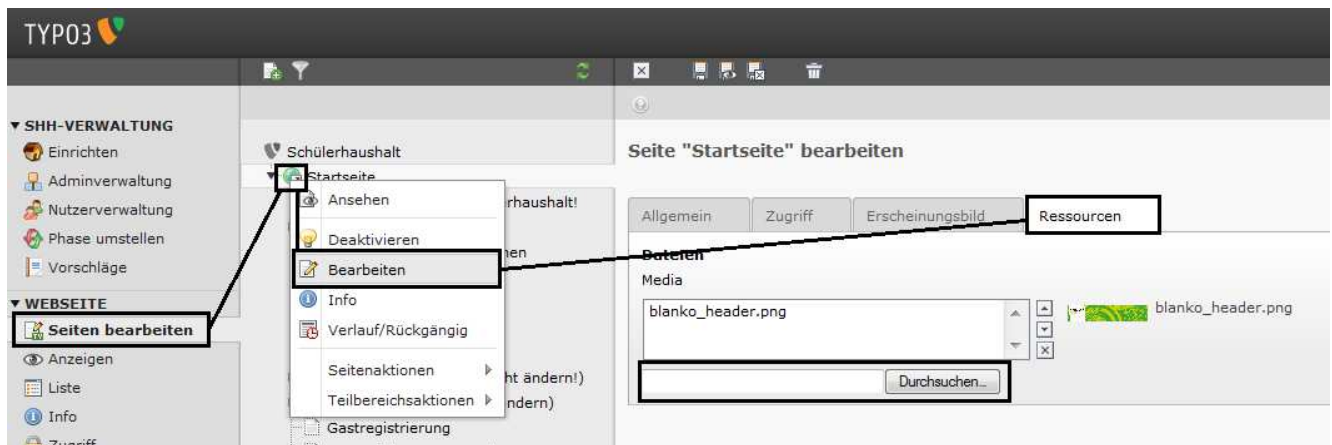 TYPO3
▼ SHH-VERWALTUNG
Einrichten
Adminverwaltung
Nutzerverwaltung
Phase umstellen
Vorschläge
▼ WEBSEITE
Seiten bearbeiten
Anzeigen
Liste
Info
Zugriff
Schülerhaushalt
Startseite
Ansehen
rhaushalt!
Deaktivieren
nen
Bearbeiten
Info
Verlauf/Rückgängig
Seitenaktionen
ht ändern!)
Teilbereichsaktionen
ndern)
Gastregistrierung
Seite "Startseite" bearbeiten
Allgemein Zugriff Erscheinungsbild Ressourcen
Dateien
Media
blanko_header.png
blanko_header.png
Durchsuchen...